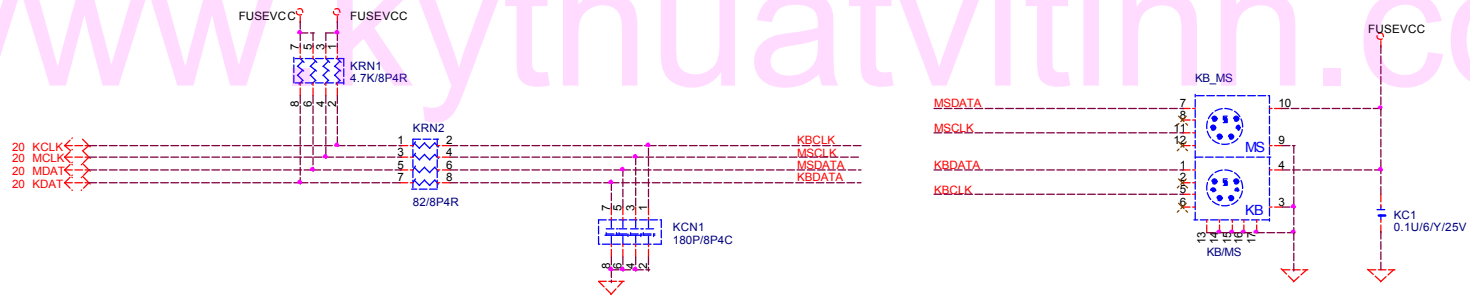 www.kythuatvitinh.co
FUSEVCC
FUSEVCC
7
5
3
1
KRN1
4.7K/8P4R
8
6
4
2
20 KCLK
20 MCLK
20 MDAT
20 KDAT
KRN2
1 2
3 4
5 6
7 8
82/8P4R
KBCLK
MSCLK
MSDATA
KBDATA
7
5
3
1
KCN1
180P/8P4C
8
6
4
2
FUSEVCC
KB_MS
MSDATA 7 10
8
MSCLK 11
12 MS 9
KBDATA 1 4
2
KBCLK 5
6 KB 3
13
14
15
16
17
KB/MS
KC1
0.1U/6/Y/25V